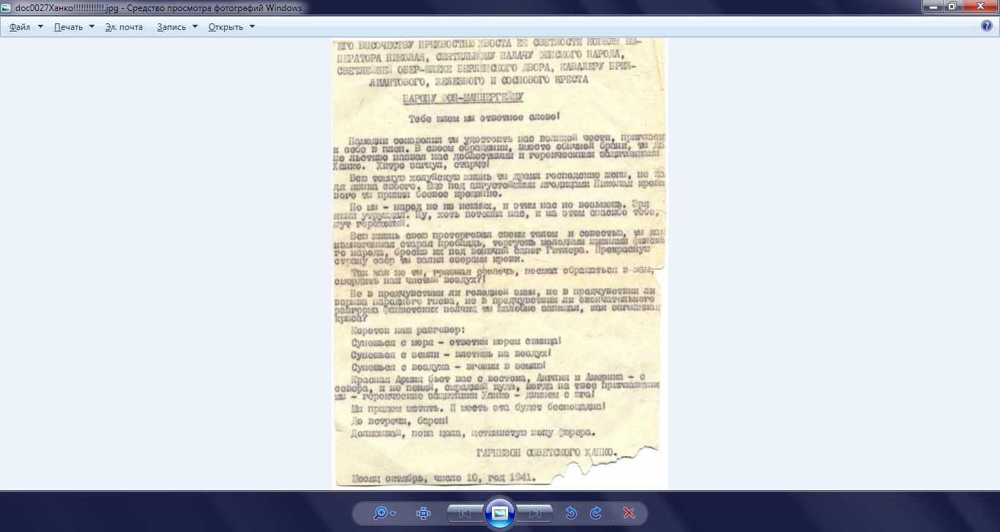 doc0027Ханко!!!!!!!!!!!!!.jpg - Средство просмотра фотографий Windows
Файл Печать Эл. почта Запись Открыть
ЕГО ВЫСОЧЕСТВУ ПРИХВОСТНЮ ХВОСТА ЕЕ СВЕТЛОСТИ КОБЫЛЫ ИМ-
ПЕРАТОРА НИКОЛАЯ, СИЯТЕЛЬНОМУ ПАЛАЧУ ФИНСКОГО НАРОДА,
СВЕТЛЕЙШЕЙ ОБЕР-ШЛЮХЕ БЕРЛИНСКОГО ДВОРА, КАВАЛЕРУ БРИЛ-
ЛИАНТОВОГО, ЖЕЛЕЗНОГО И СОСНОВОГО КРЕСТА
БАРОНУ ФОН-МАННЕРГЕЙМУ
Тебе шлем мы ответное слово!
Намедни соизволил ты удостоить нас великой чести, пригласи
к себе в плен. В своем обращении, вместо обычной брани, ты да
же льстиво назвал нас доблестными и героическими защитниками
Ханко. Хитро загнул, старче!
Всю темную холуйскую жизнь ты драил господские жопы, не ща
дя языка своего. Еще под августейшими ягодицами Николая крова
вого ты принял боевое крещение.
Но мы - народ не из нежных, и этим нас не возьмешь. Зря
язык утруждал. Ну, хоть потешил нас, и на этом спасибо тебе,
шут гороховый.
Всю жизнь свою проторговал своим телом и совестью, ты как
измызганная старая проблядь, торгуешь молодыми жизнями финско
го народа, бросив их под вонючий сапог Гитлера. Прекрасную
страну озер ты залил озерами крови.
Так как же ты, грязная сволочь, посмел обращаться к нам,
смердить наш чистый воздух?!
Не в предчувствии ли голодной зимы, не в предчувствии ли
взрыва народного гнева, не в предчувствии ли окончательного
разгрома фашистских полчищ ты жалобно запищал, как загнанная
крыса?
Короток наш разговор:
Сунешься с моря - ответим морем свинца!
Сунешься с земли - взлетишь на воздух!
Сунешься с воздуха - вгоним в землю!
Красная Армия бьет вас с востока, Англия и Америка - с
севера, и не пеняй, смрадный иуда, когда на твое приглашение
мы - героические защитники Ханко - двинем с юга!
Мы придем мстить. И месть эта будет беспощадна!
До встречи, барон!
Долизывай, пока цела, щетинистую жопу фюрера.
ГАРНИЗОН СОВЕТСКОГО ХАНКО.
Месяц октябрь, число 10, год 1941.